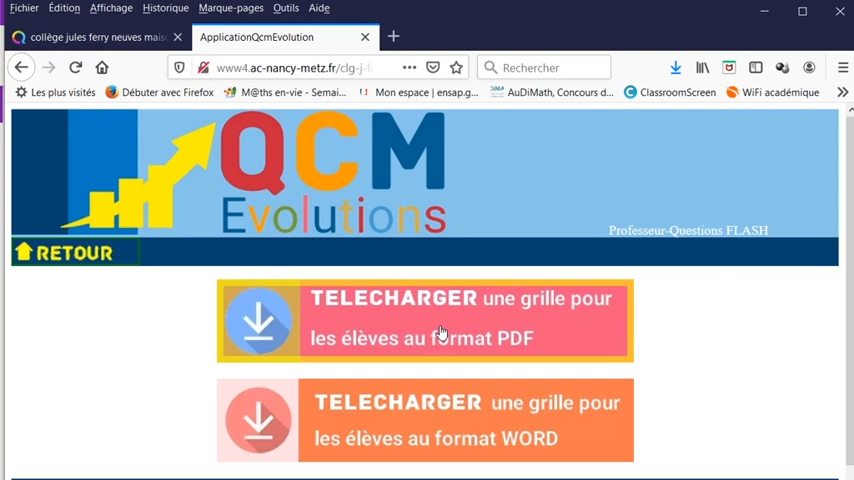 Fichier Édition Affichage Historique Marque-pages Outils Aide
collège jules ferry neuves mais
ApplicationQcmEvolution
www4.ac-nancy-metz.fr/clg-j-f
Rechercher
Les plus visités Débuter avec Firefox M@ths en-vie - Semai... Mon espace | ensap.g... AuDiMath, Concours d... ClassroomScreen WiFi académique
QCM
Evolutions
Professeur-Questions FLASH
RETOUR
TELECHARGER une grille pour
les élèves au format PDF
TELECHARGER une grille pour
les élèves au format WORD